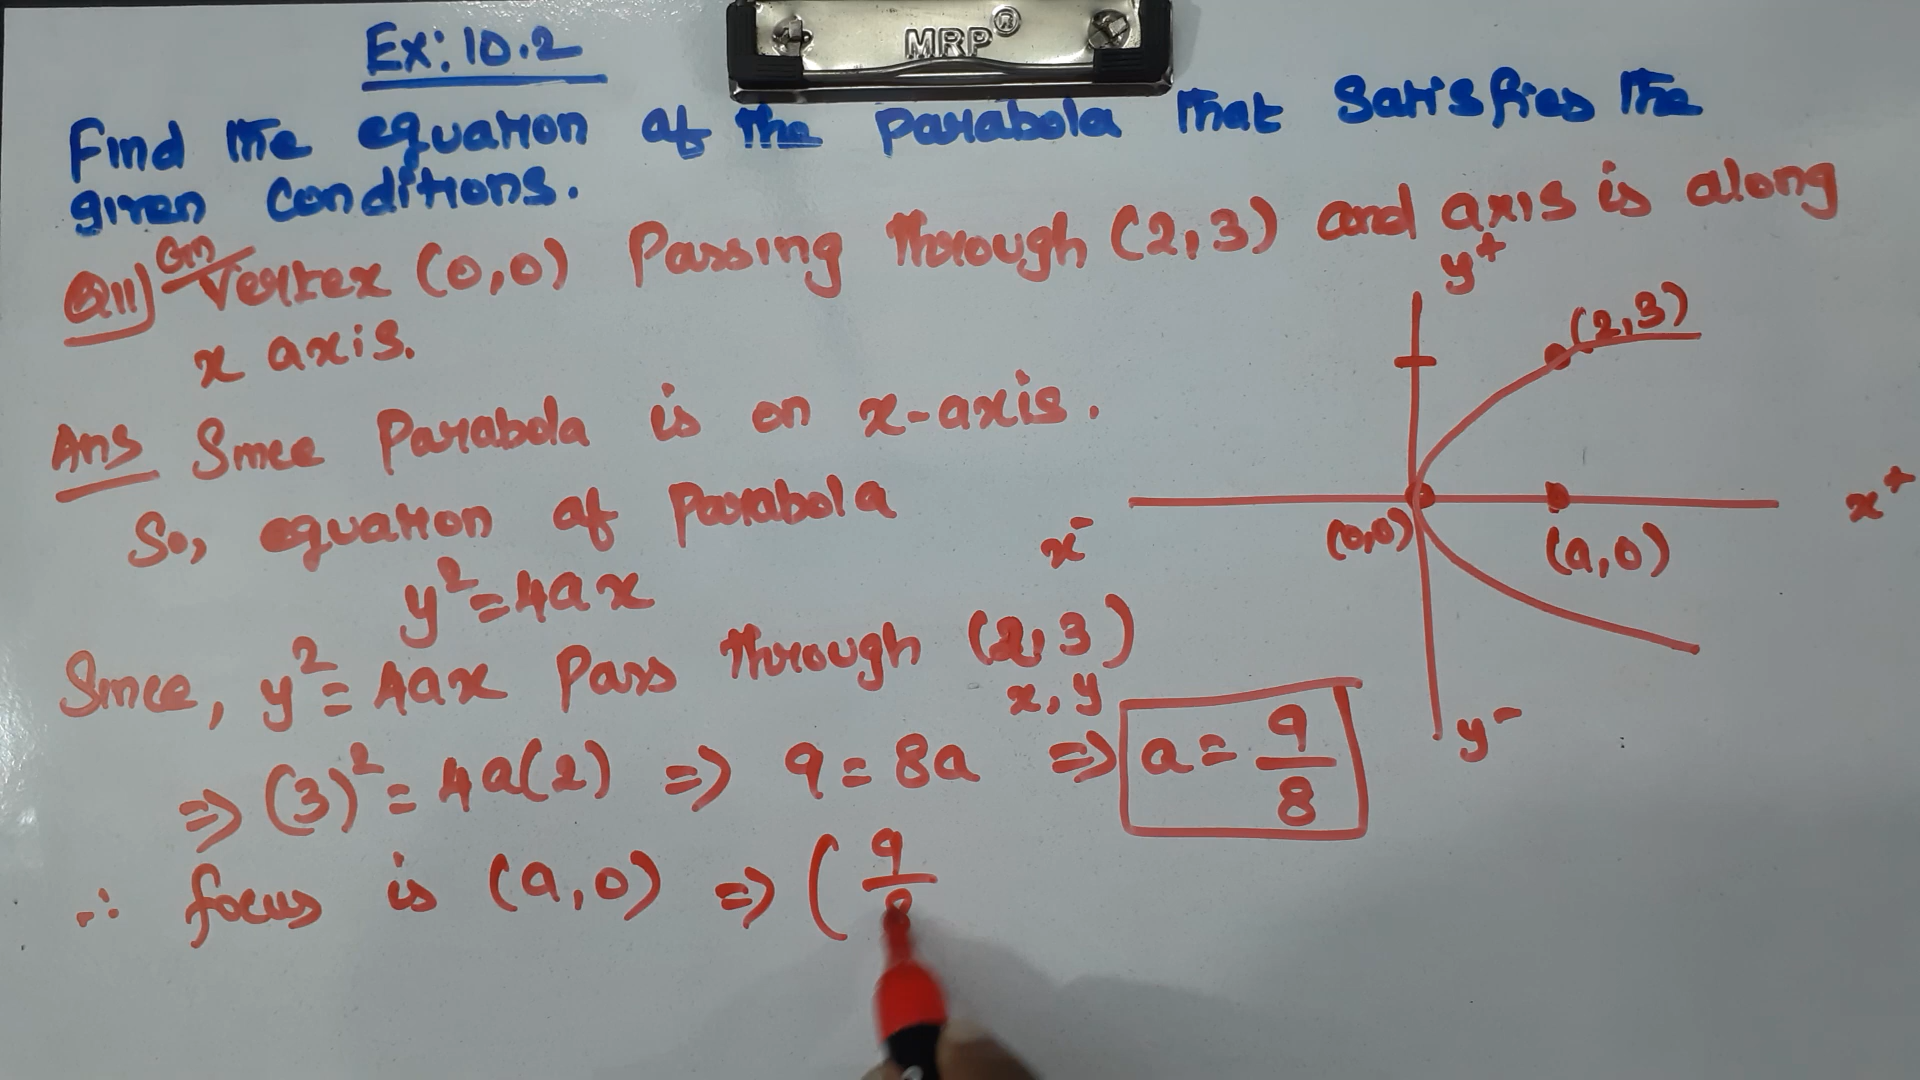 MRP®
Ex: 10.2
Find the equation of the parabola that satisfies the
given conditions.
Q11) Gn Vertex (0,0) Passing through (2,3) and axis is along
x axis.
Ans Since Parabola is on x-axis.
So, equation of parabola
y²=4ax
Since, y²=4ax Pass through (2,3)
x, y
⇒ (3)² = 4a(2) ⇒ 9 = 8a ⇒ a = 9/8
∴ focus is (a,0) ⇒ ( 9/8
y+
(2,3)
x-
x+
(0,0)
(a,0)
y-